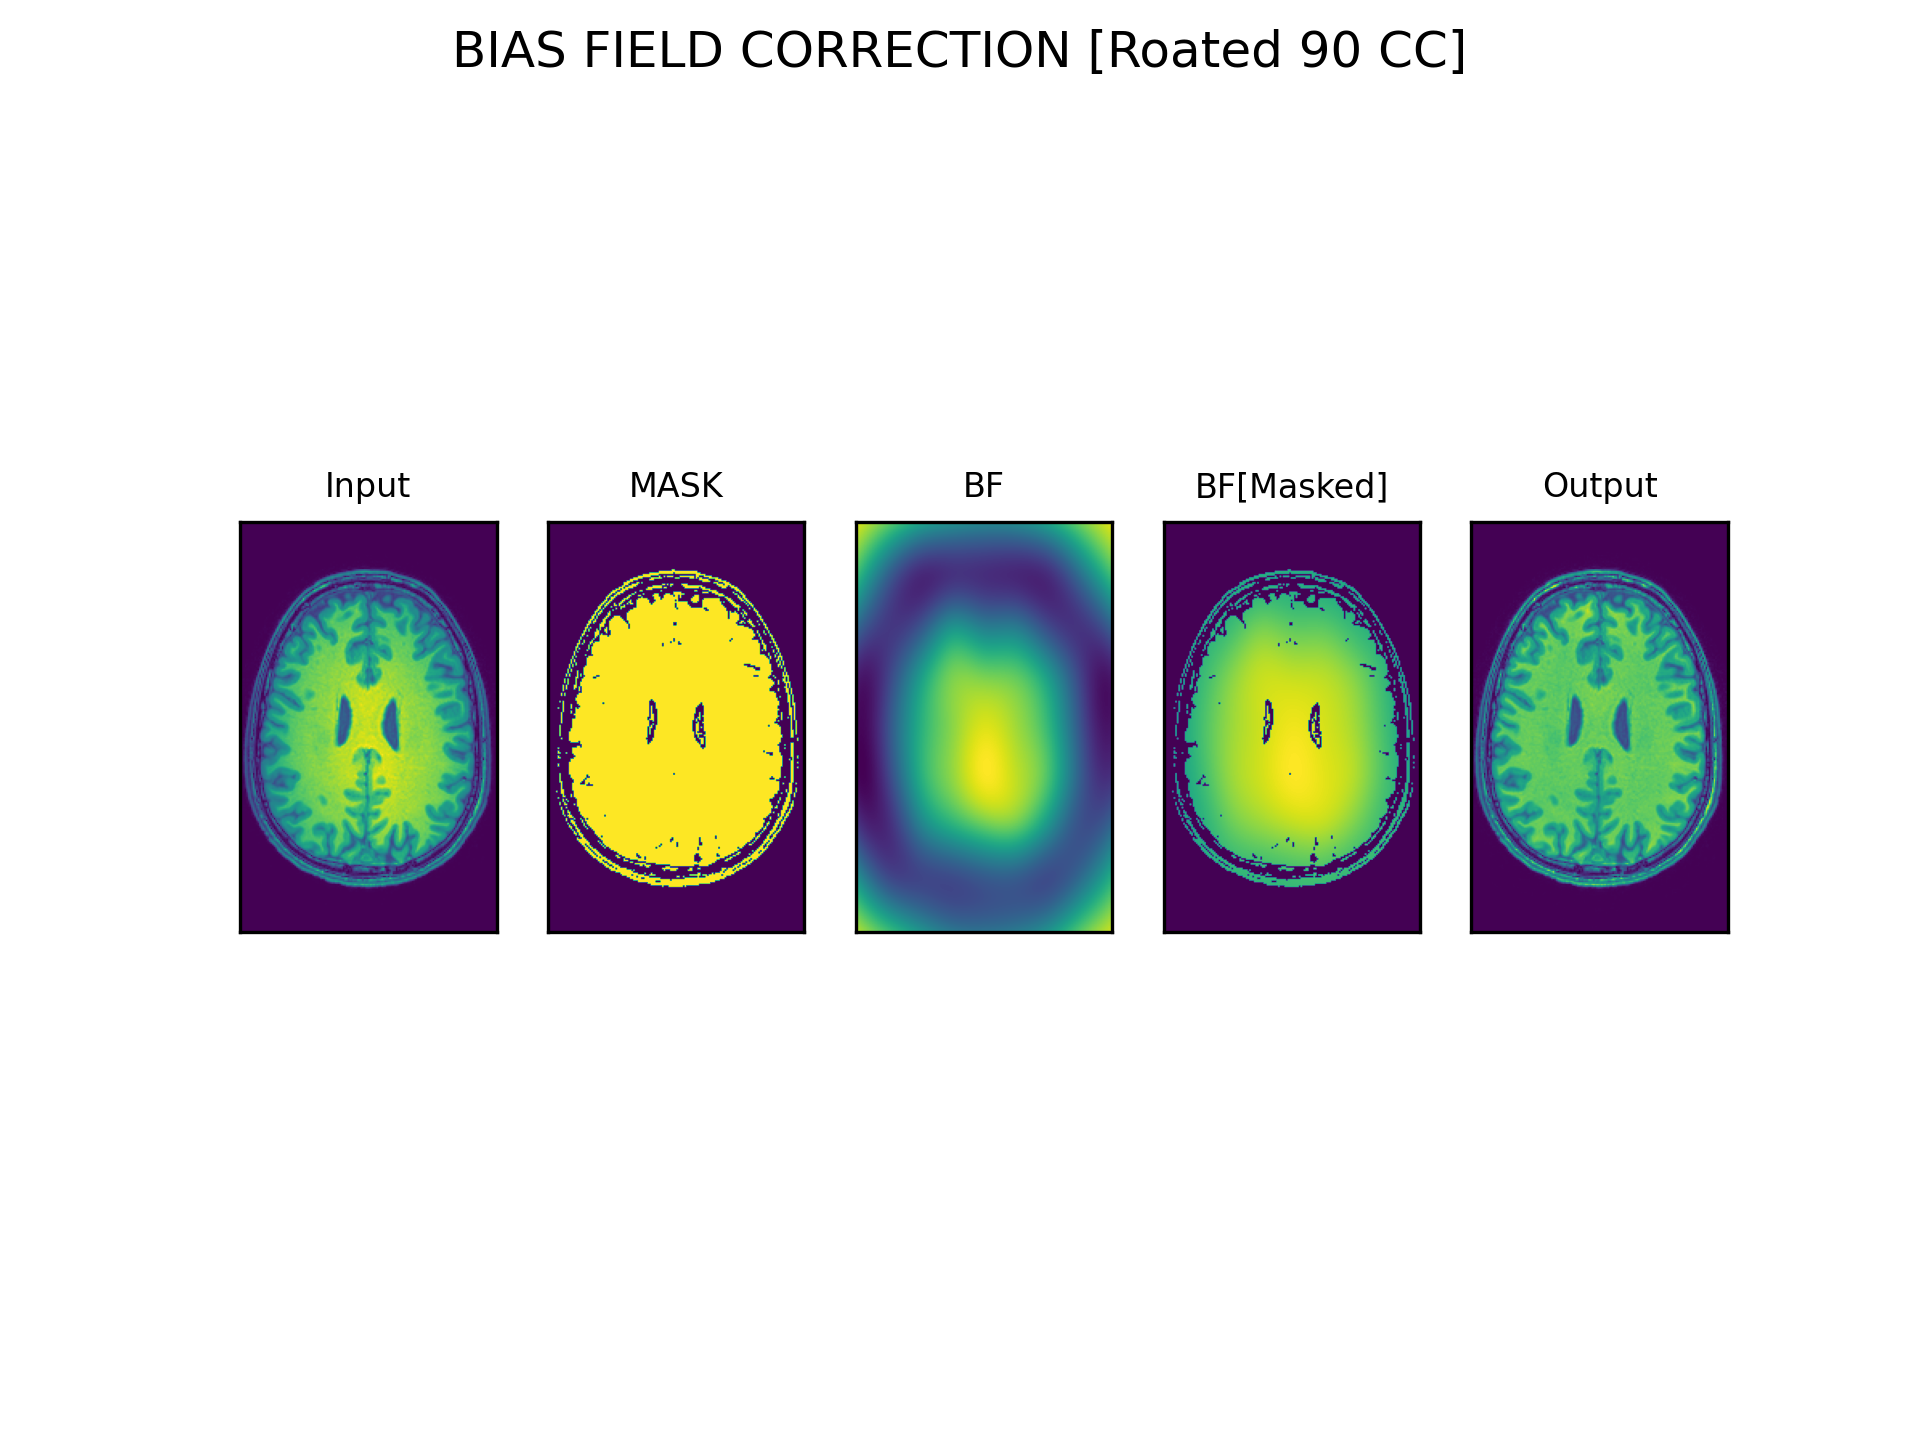 BIAS FIELD CORRECTION [Roated 90 CC]
Input
MASK
BF
BF[Masked]
Output